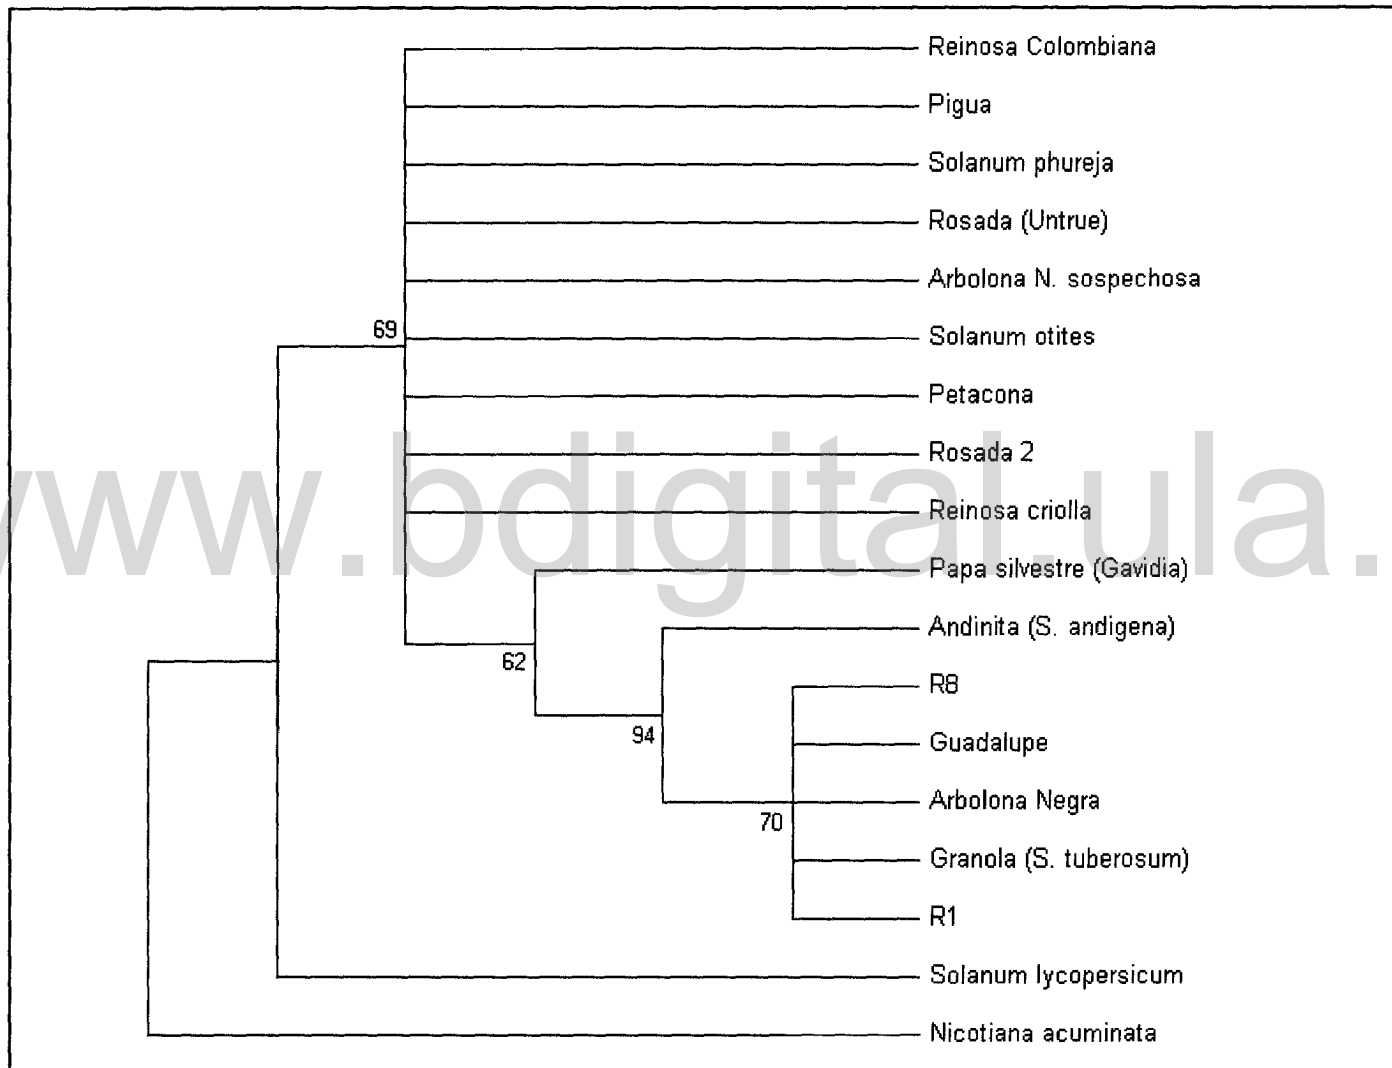 Reinosa Colombiana
Pigua
Solanum phureja
Rosada (Untrue)
Arbolona N. sospechosa
69
Solanum otites
Petacona
Rosada 2
www.bdigital.ula.
Reinosa criolla
Papa silvestre (Gavidia)
Andinita (S. andigena)
62
R8
94
Guadalupe
Arbolona Negra
70
Granola (S. tuberosum)
R1
Solanum lycopersicum
Nicotiana acuminata